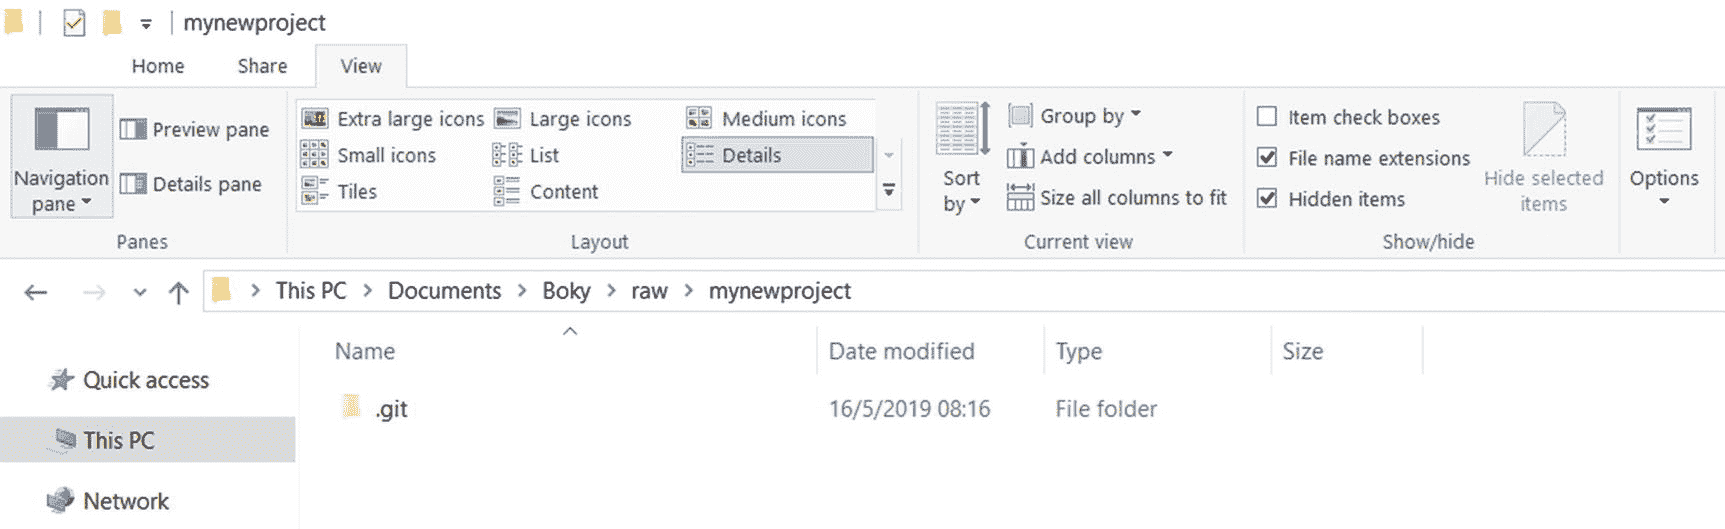 mynewproject
Home Share View
Navigation pane
Preview pane
Details pane
Panes
Extra large icons Large icons Medium icons
Small icons List Details
Tiles Content
Layout
Sort by
Group by
Add columns
Size all columns to fit
Current view
Item check boxes
File name extensions
Hidden items
Hide selected items
Show/hide
Options
This PC > Documents > Boky > raw > mynewproject
Name Date modified Type Size
.git 16/5/2019 08:16 File folder
Quick access
This PC
Network